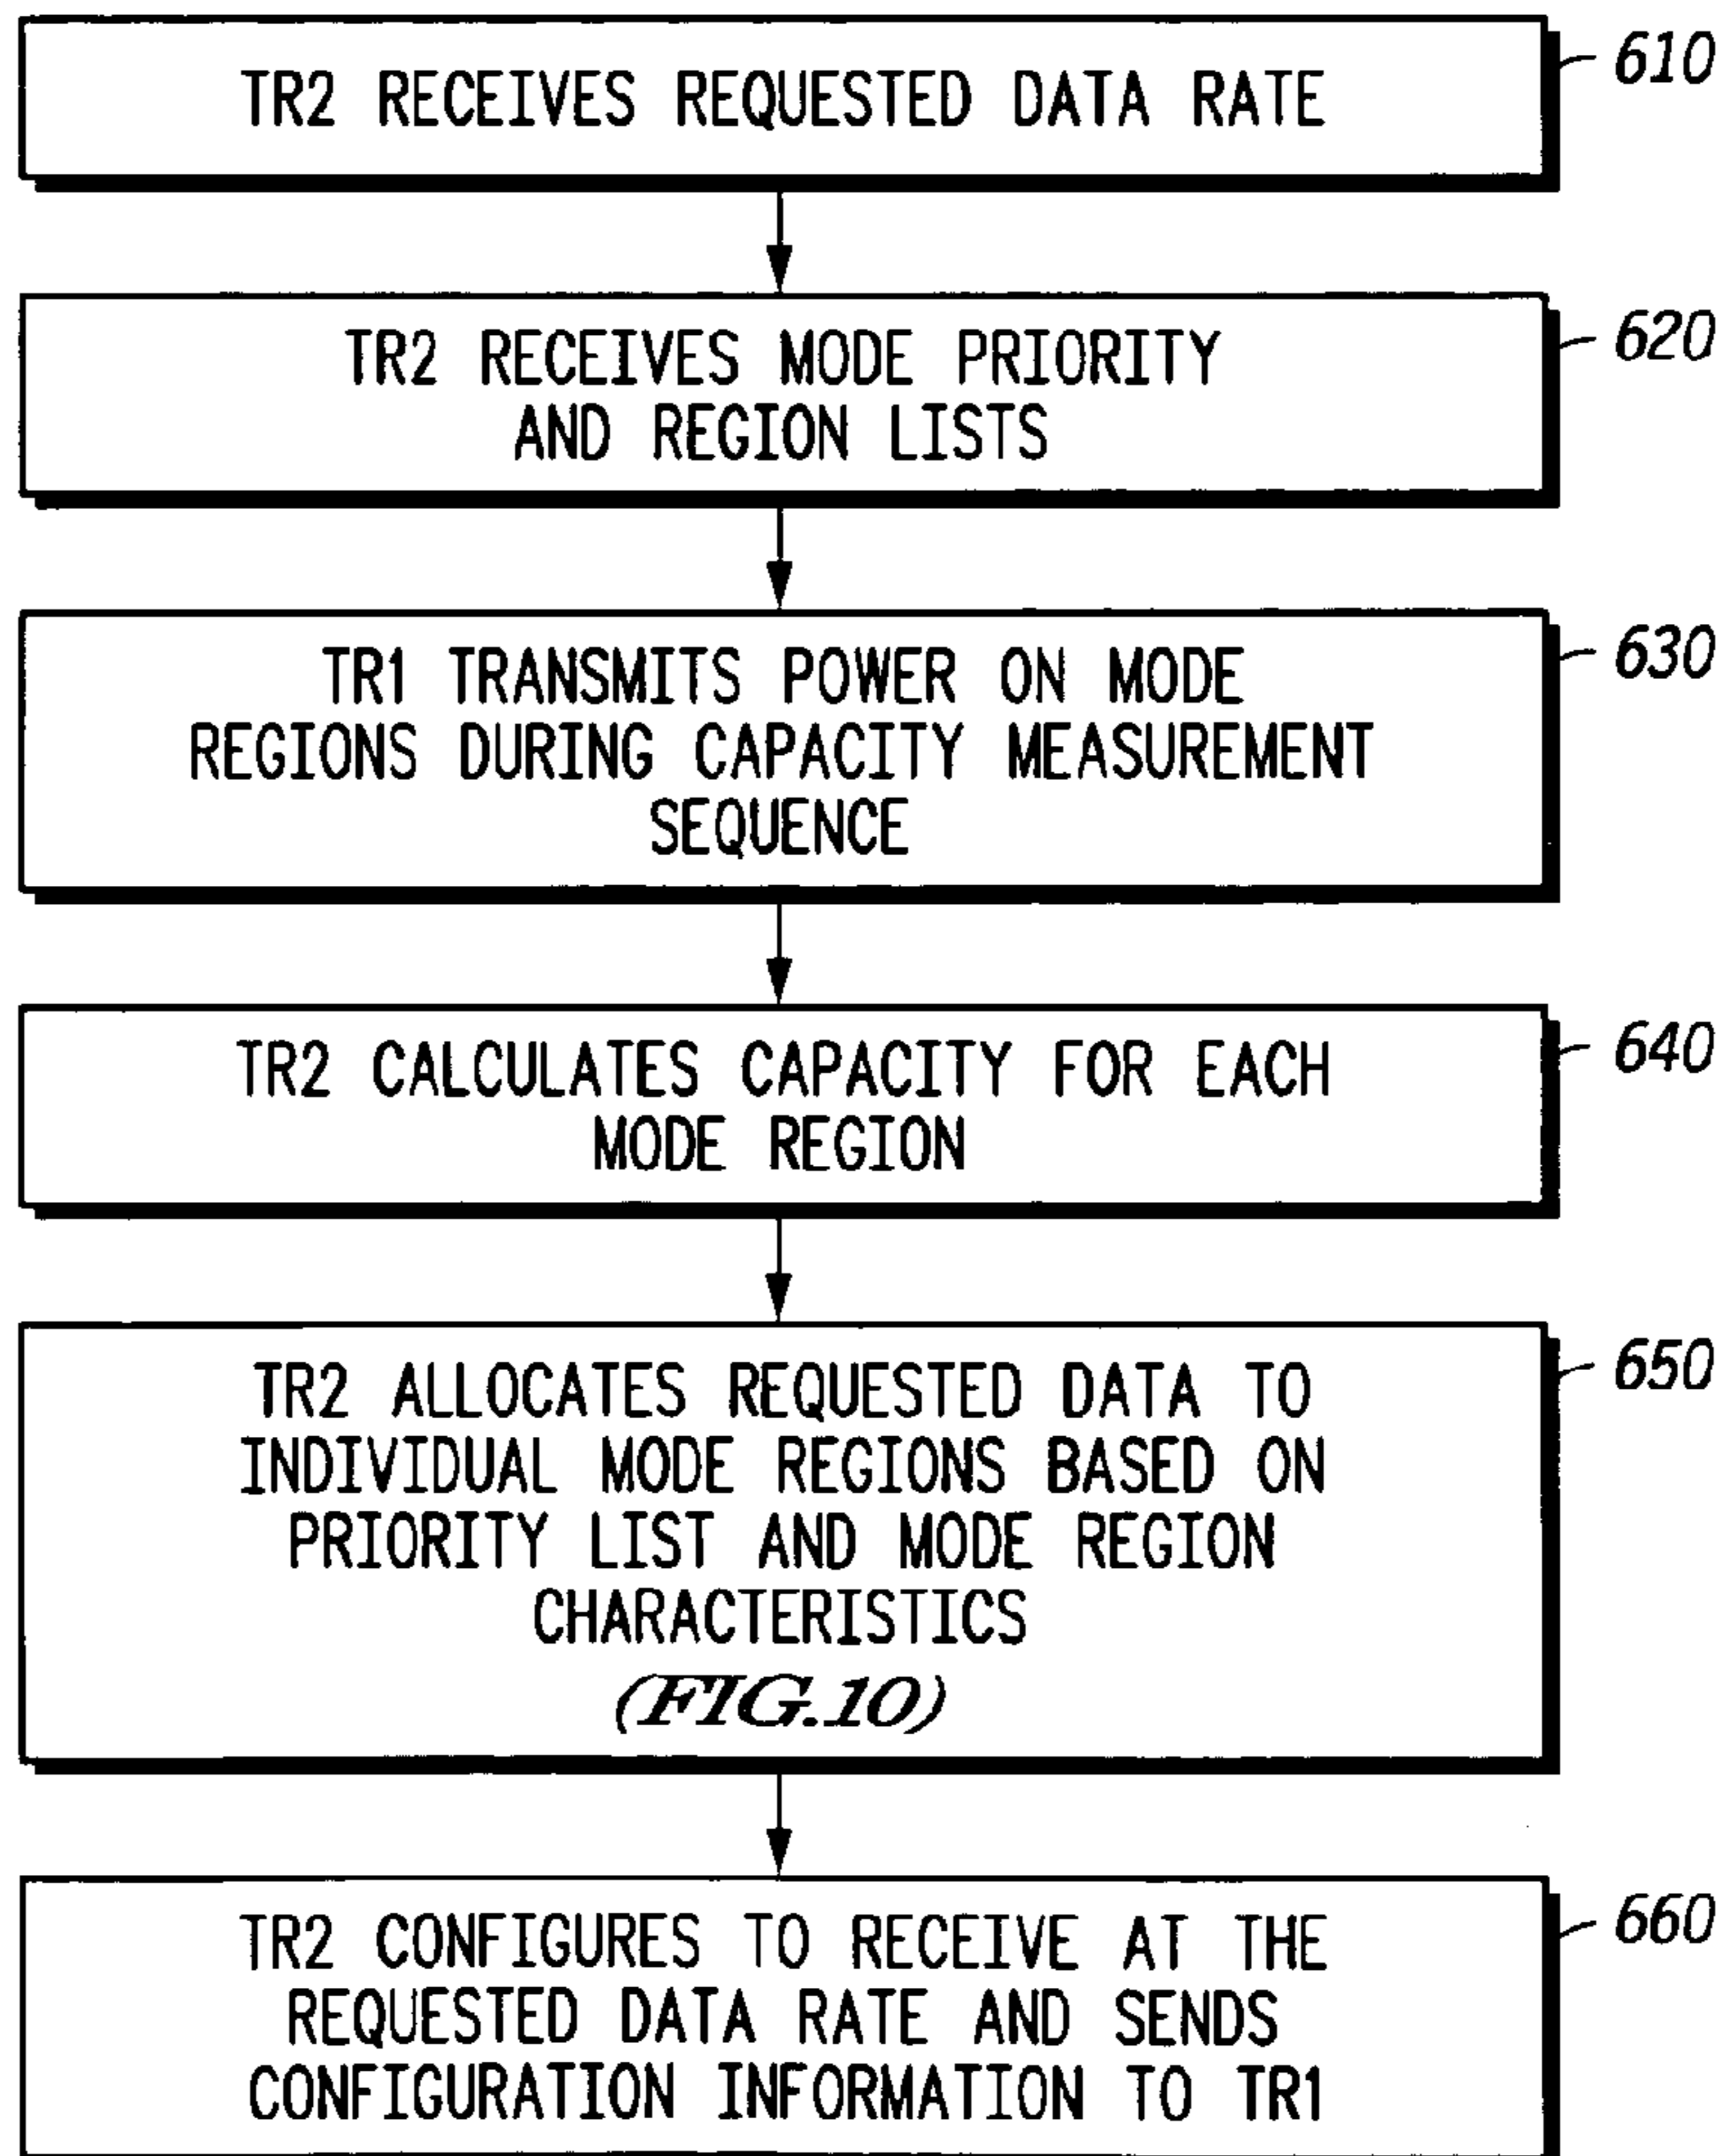 TR2 RECEIVES REQUESTED DATA RATE
610
TR2 RECEIVES MODE PRIORITY
AND REGION LISTS
620
TR1 TRANSMITS POWER ON MODE
REGIONS DURING CAPACITY MEASUREMENT
SEQUENCE
630
TR2 CALCULATES CAPACITY FOR EACH
MODE REGION
640
TR2 ALLOCATES REQUESTED DATA TO
INDIVIDUAL MODE REGIONS BASED ON
PRIORITY LIST AND MODE REGION
CHARACTERISTICS
(FIG.10)
650
TR2 CONFIGURES TO RECEIVE AT THE
REQUESTED DATA RATE AND SENDS
CONFIGURATION INFORMATION TO TR1
660